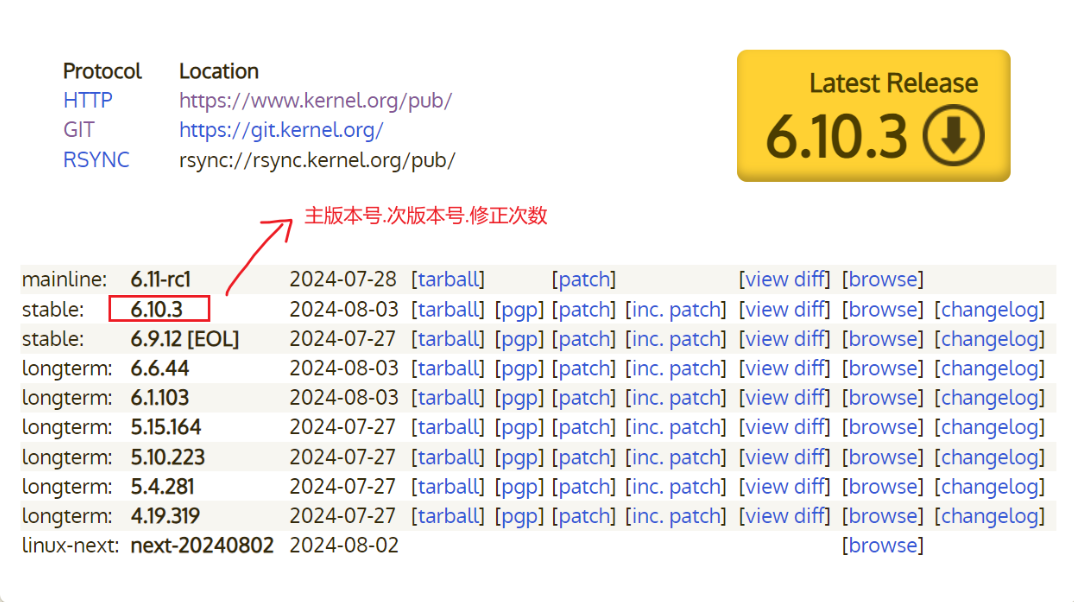 Protocol Location
HTTP https://www.kernel.org/pub/
GIT https://git.kernel.org/
RSYNC rsync://rsync.kernel.org/pub/
Latest Release
6.10.3
主版本号.次版本号.修正次数
mainline: 6.11-rc1 2024-07-28 [tarball] [patch] [view diff] [browse]
stable: 6.10.3 2024-08-03 [tarball] [pgp] [patch] [inc. patch] [view diff] [browse] [changelog]
stable: 6.9.12 [EOL] 2024-07-27 [tarball] [pgp] [patch] [inc. patch] [view diff] [browse] [changelog]
longterm: 6.6.44 2024-08-03 [tarball] [pgp] [patch] [inc. patch] [view diff] [browse] [changelog]
longterm: 6.1.103 2024-08-03 [tarball] [pgp] [patch] [inc. patch] [view diff] [browse] [changelog]
longterm: 5.15.164 2024-07-27 [tarball] [pgp] [patch] [inc. patch] [view diff] [browse] [changelog]
longterm: 5.10.223 2024-07-27 [tarball] [pgp] [patch] [inc. patch] [view diff] [browse] [changelog]
longterm: 5.4.281 2024-07-27 [tarball] [pgp] [patch] [inc. patch] [view diff] [browse] [changelog]
longterm: 4.19.319 2024-07-27 [tarball] [pgp] [patch] [inc. patch] [view diff] [browse] [changelog]
linux-next: next-20240802 2024-08-02 [browse]